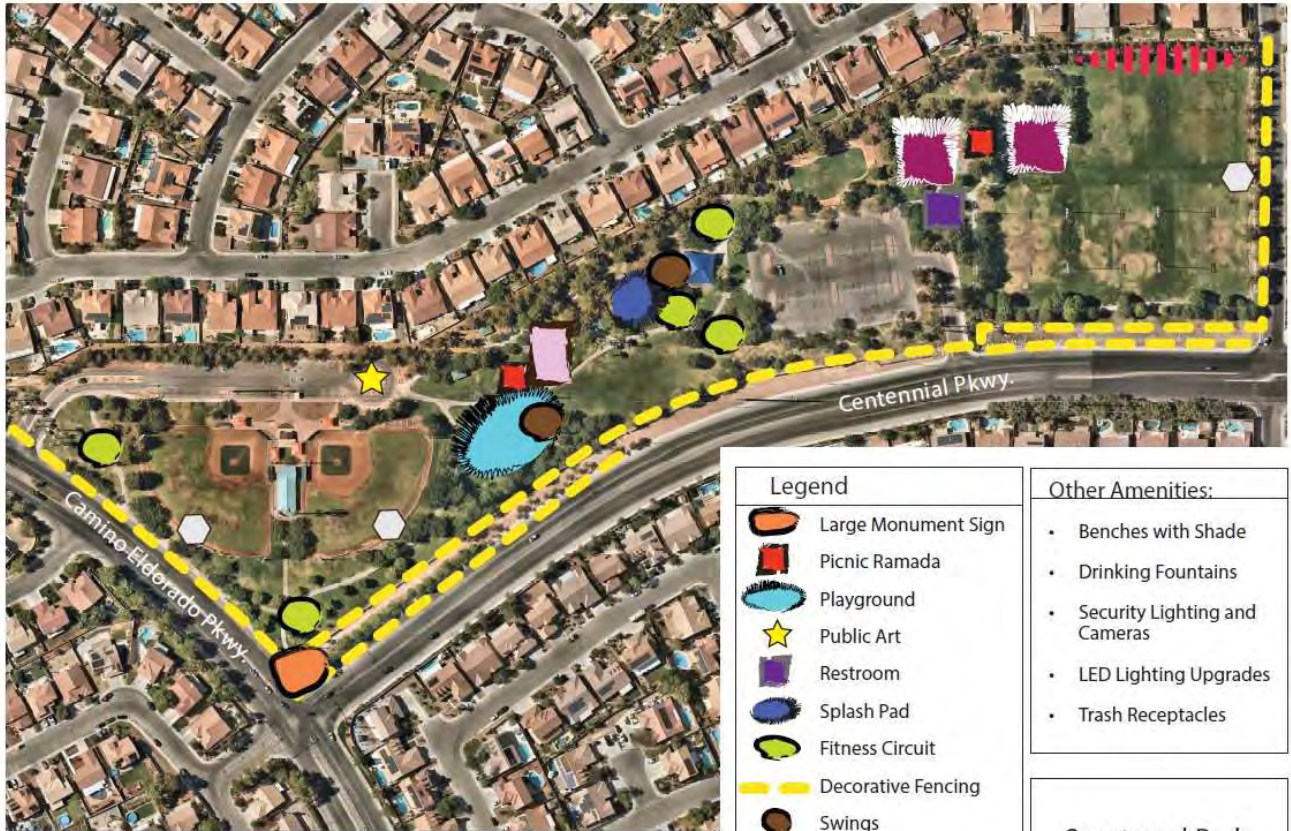 Centennial Pkwy.
Camino Eldorado Pkwy.
Legend
Large Monument Sign
Picnic Ramada
Playground
Public Art
Restroom
Splash Pad
Fitness Circuit
Decorative Fencing
Swings
Other Amenities:
• Benches with Shade
• Drinking Fountains
• Security Lighting and
Cameras
• LED Lighting Upgrades
• Trash Receptacles